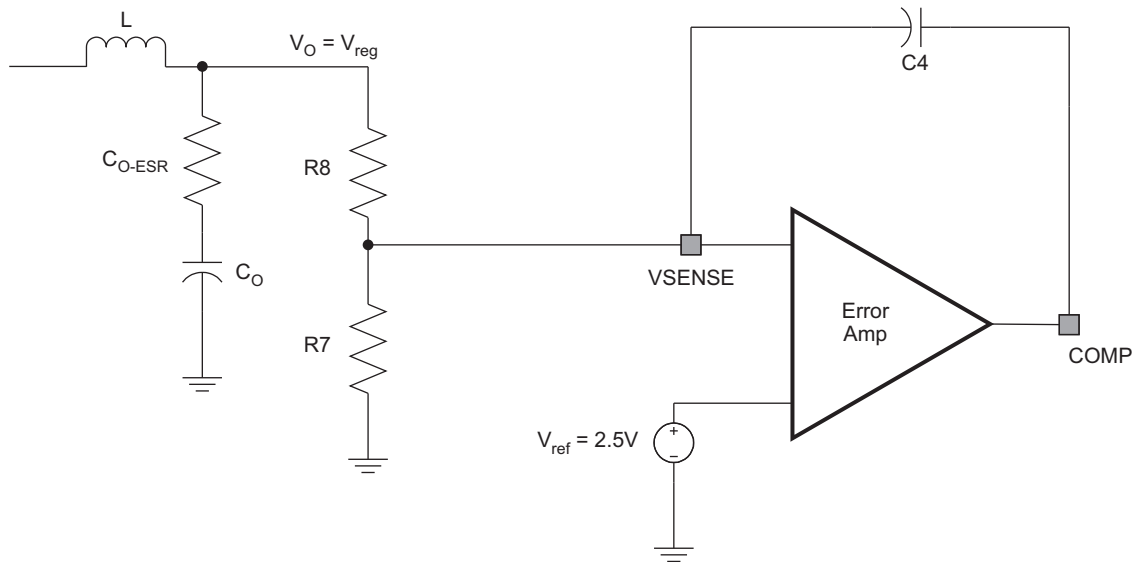 L
V_O = V_reg
C4
C_O-ESR
R8
C_O
VSENSE
Error
Amp
R7
COMP
V_ref = 2.5V
+
−